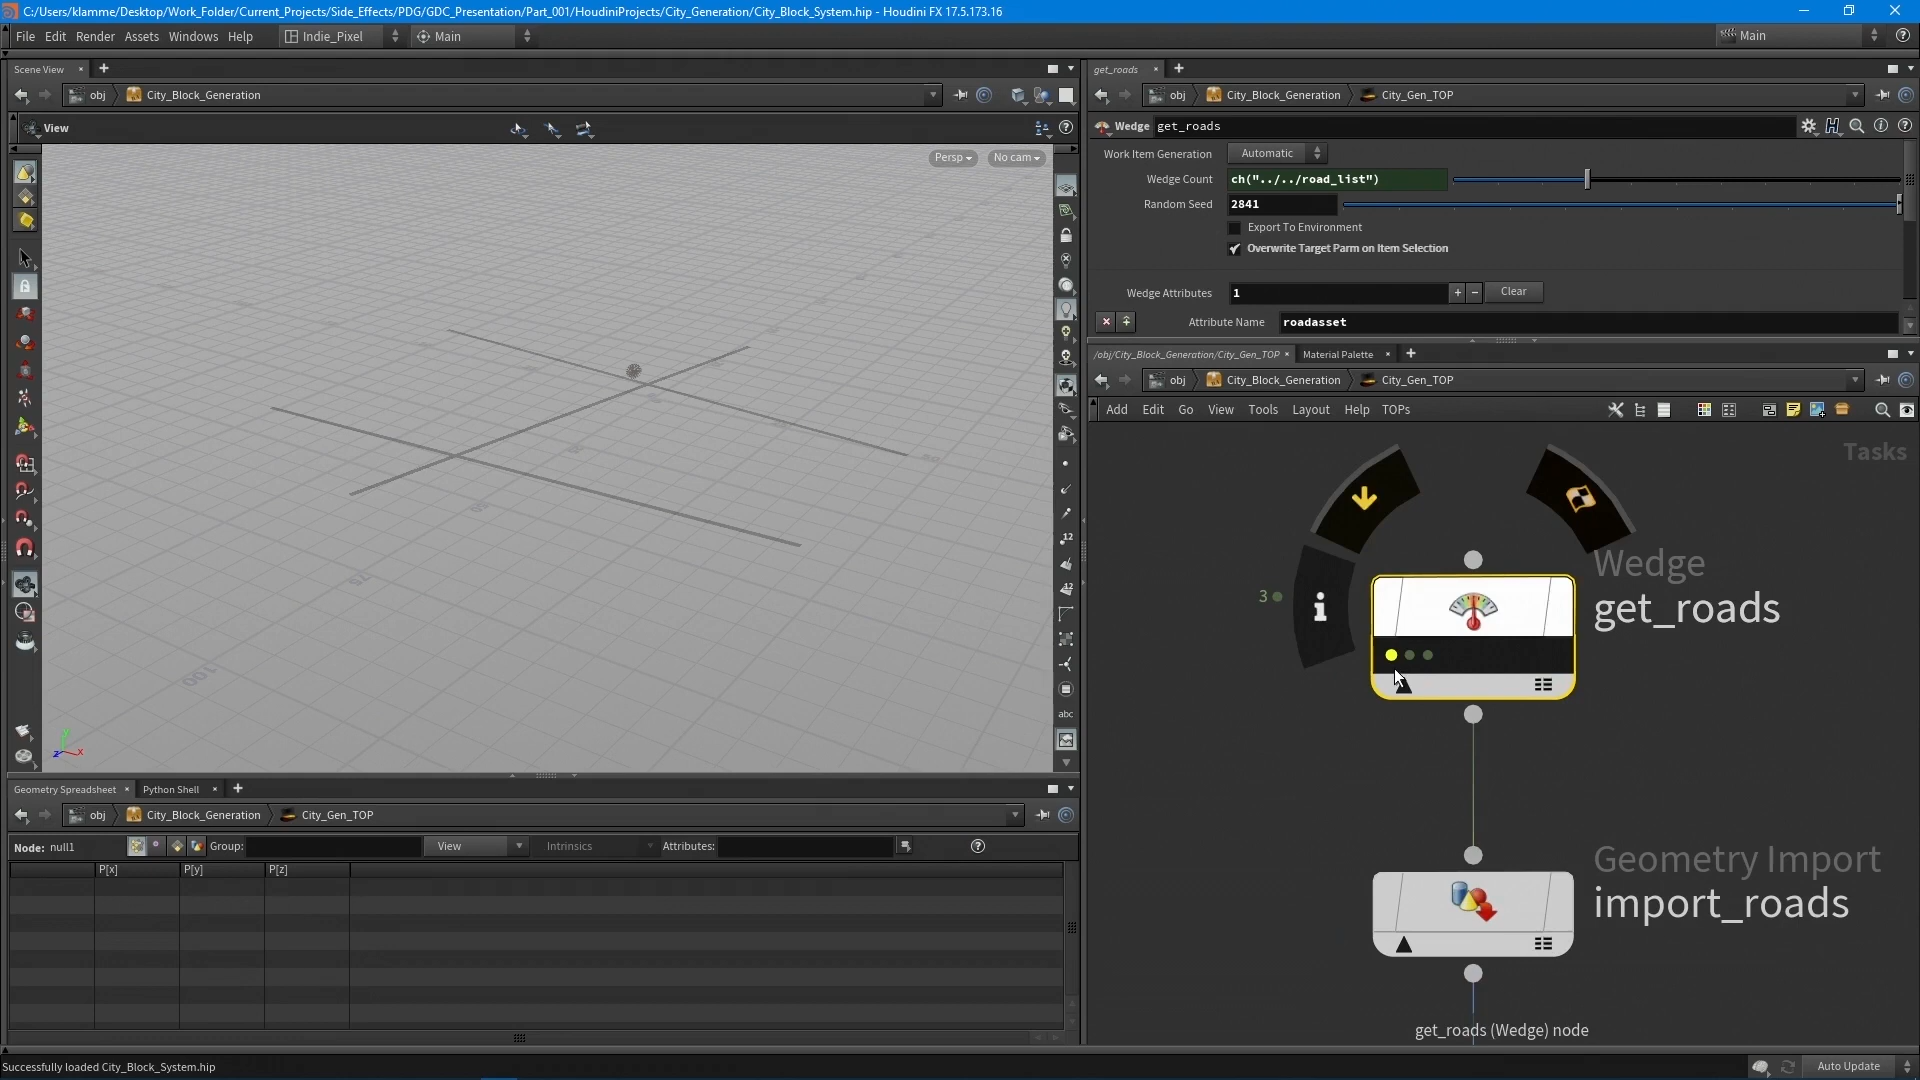 C:/Users/klamme/Desktop/Work_Folder/Current_Projects/Side_Effects/PDG/GDC_Presentation/Part_001/HoudiniProjects/City_Generation/City_Block_System.hip - Houdini FX 17.5.173.16
File Edit Render Assets Windows Help Indie_Pixel Main Main
Scene View
obj City_Block_Generation
View
Persp No cam
12
12
abc
get_roads
obj City_Block_Generation City_Gen_TOP
Wedge get_roads
Work Item Generation Automatic
Wedge Count ch("../../road_list")
Random Seed 2841
Export To Environment
Overwrite Target Parm on Item Selection
Wedge Attributes 1 + - Clear
Attribute Name roadasset
/obj/City_Block_Generation/City_Gen_TOP Material Palette
obj City_Block_Generation City_Gen_TOP
Add Edit Go View Tools Layout Help TOPs
Tasks
Wedge
get_roads
3
Geometry Import
import_roads
get_roads (Wedge) node
100
75
y
z x
Geometry Spreadsheet Python Shell
obj City_Block_Generation City_Gen_TOP
Node: null1 Group: View Intrinsics Attributes:
P[x] P[y] P[z]
Successfully loaded City_Block_System.hip
Auto Update